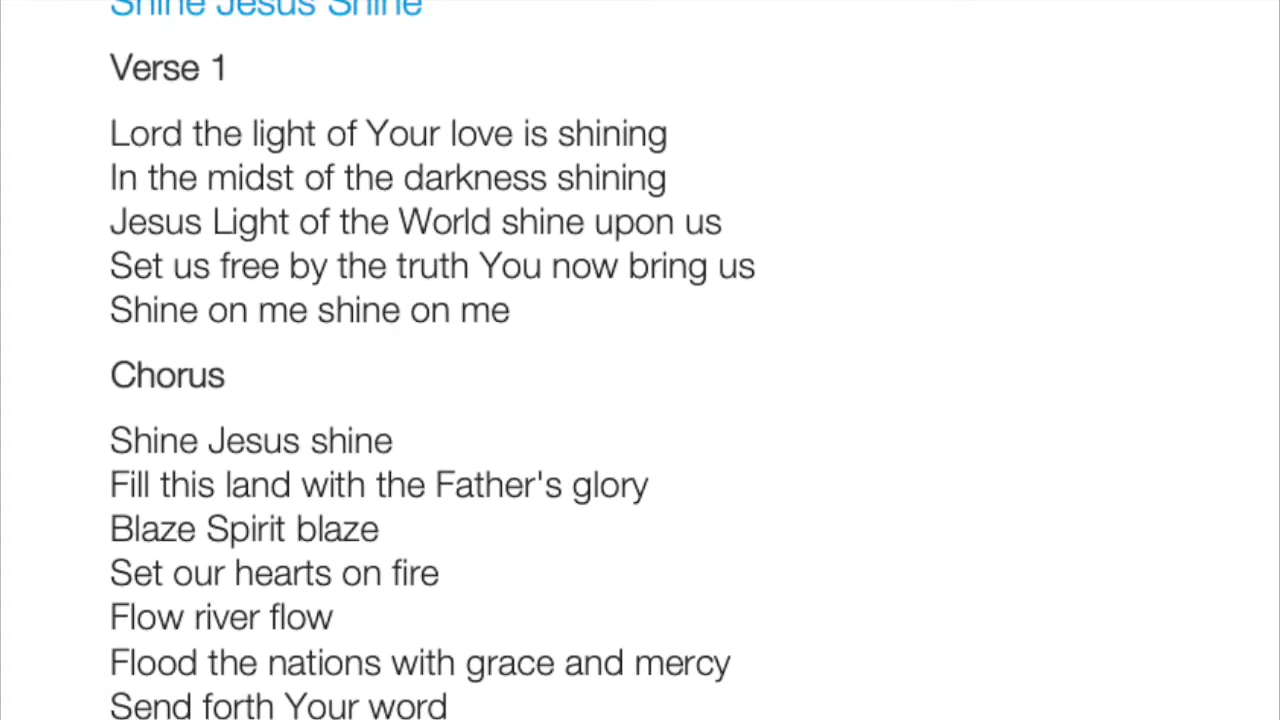 Shine Jesus Shine
Verse 1
Lord the light of Your love is shining
In the midst of the darkness shining
Jesus Light of the World shine upon us
Set us free by the truth You now bring us
Shine on me shine on me
Chorus
Shine Jesus shine
Fill this land with the Father's glory
Blaze Spirit blaze
Set our hearts on fire
Flow river flow
Flood the nations with grace and mercy
Send forth Your word